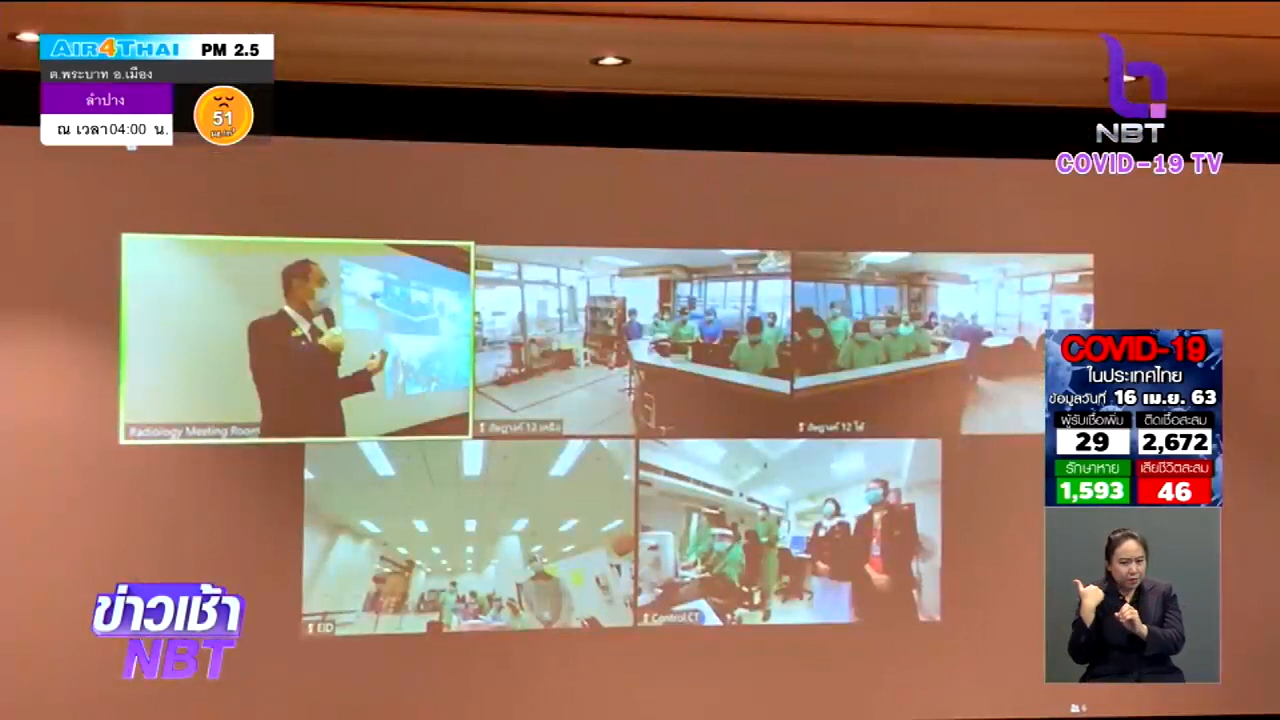 AIR4THAI PM 2.5
ต.พระบาท อ.เมือง
ลำปาง
ณ เวลา04:00 น.
51
NBT
COVID-19 TV
Radiology Meeting Room
EID
Control CT
COVID-19
ในประเทศไทย
ข้อมูลวันที่ 16 เม.ย. 63
ผู้รับเชื้อเพิ่ม ติดเชื้อสะสม
29 2,672
รักษาหาย เสียชีวิตสะสม
1,593 46
ข่าวเช้า
NBT
6